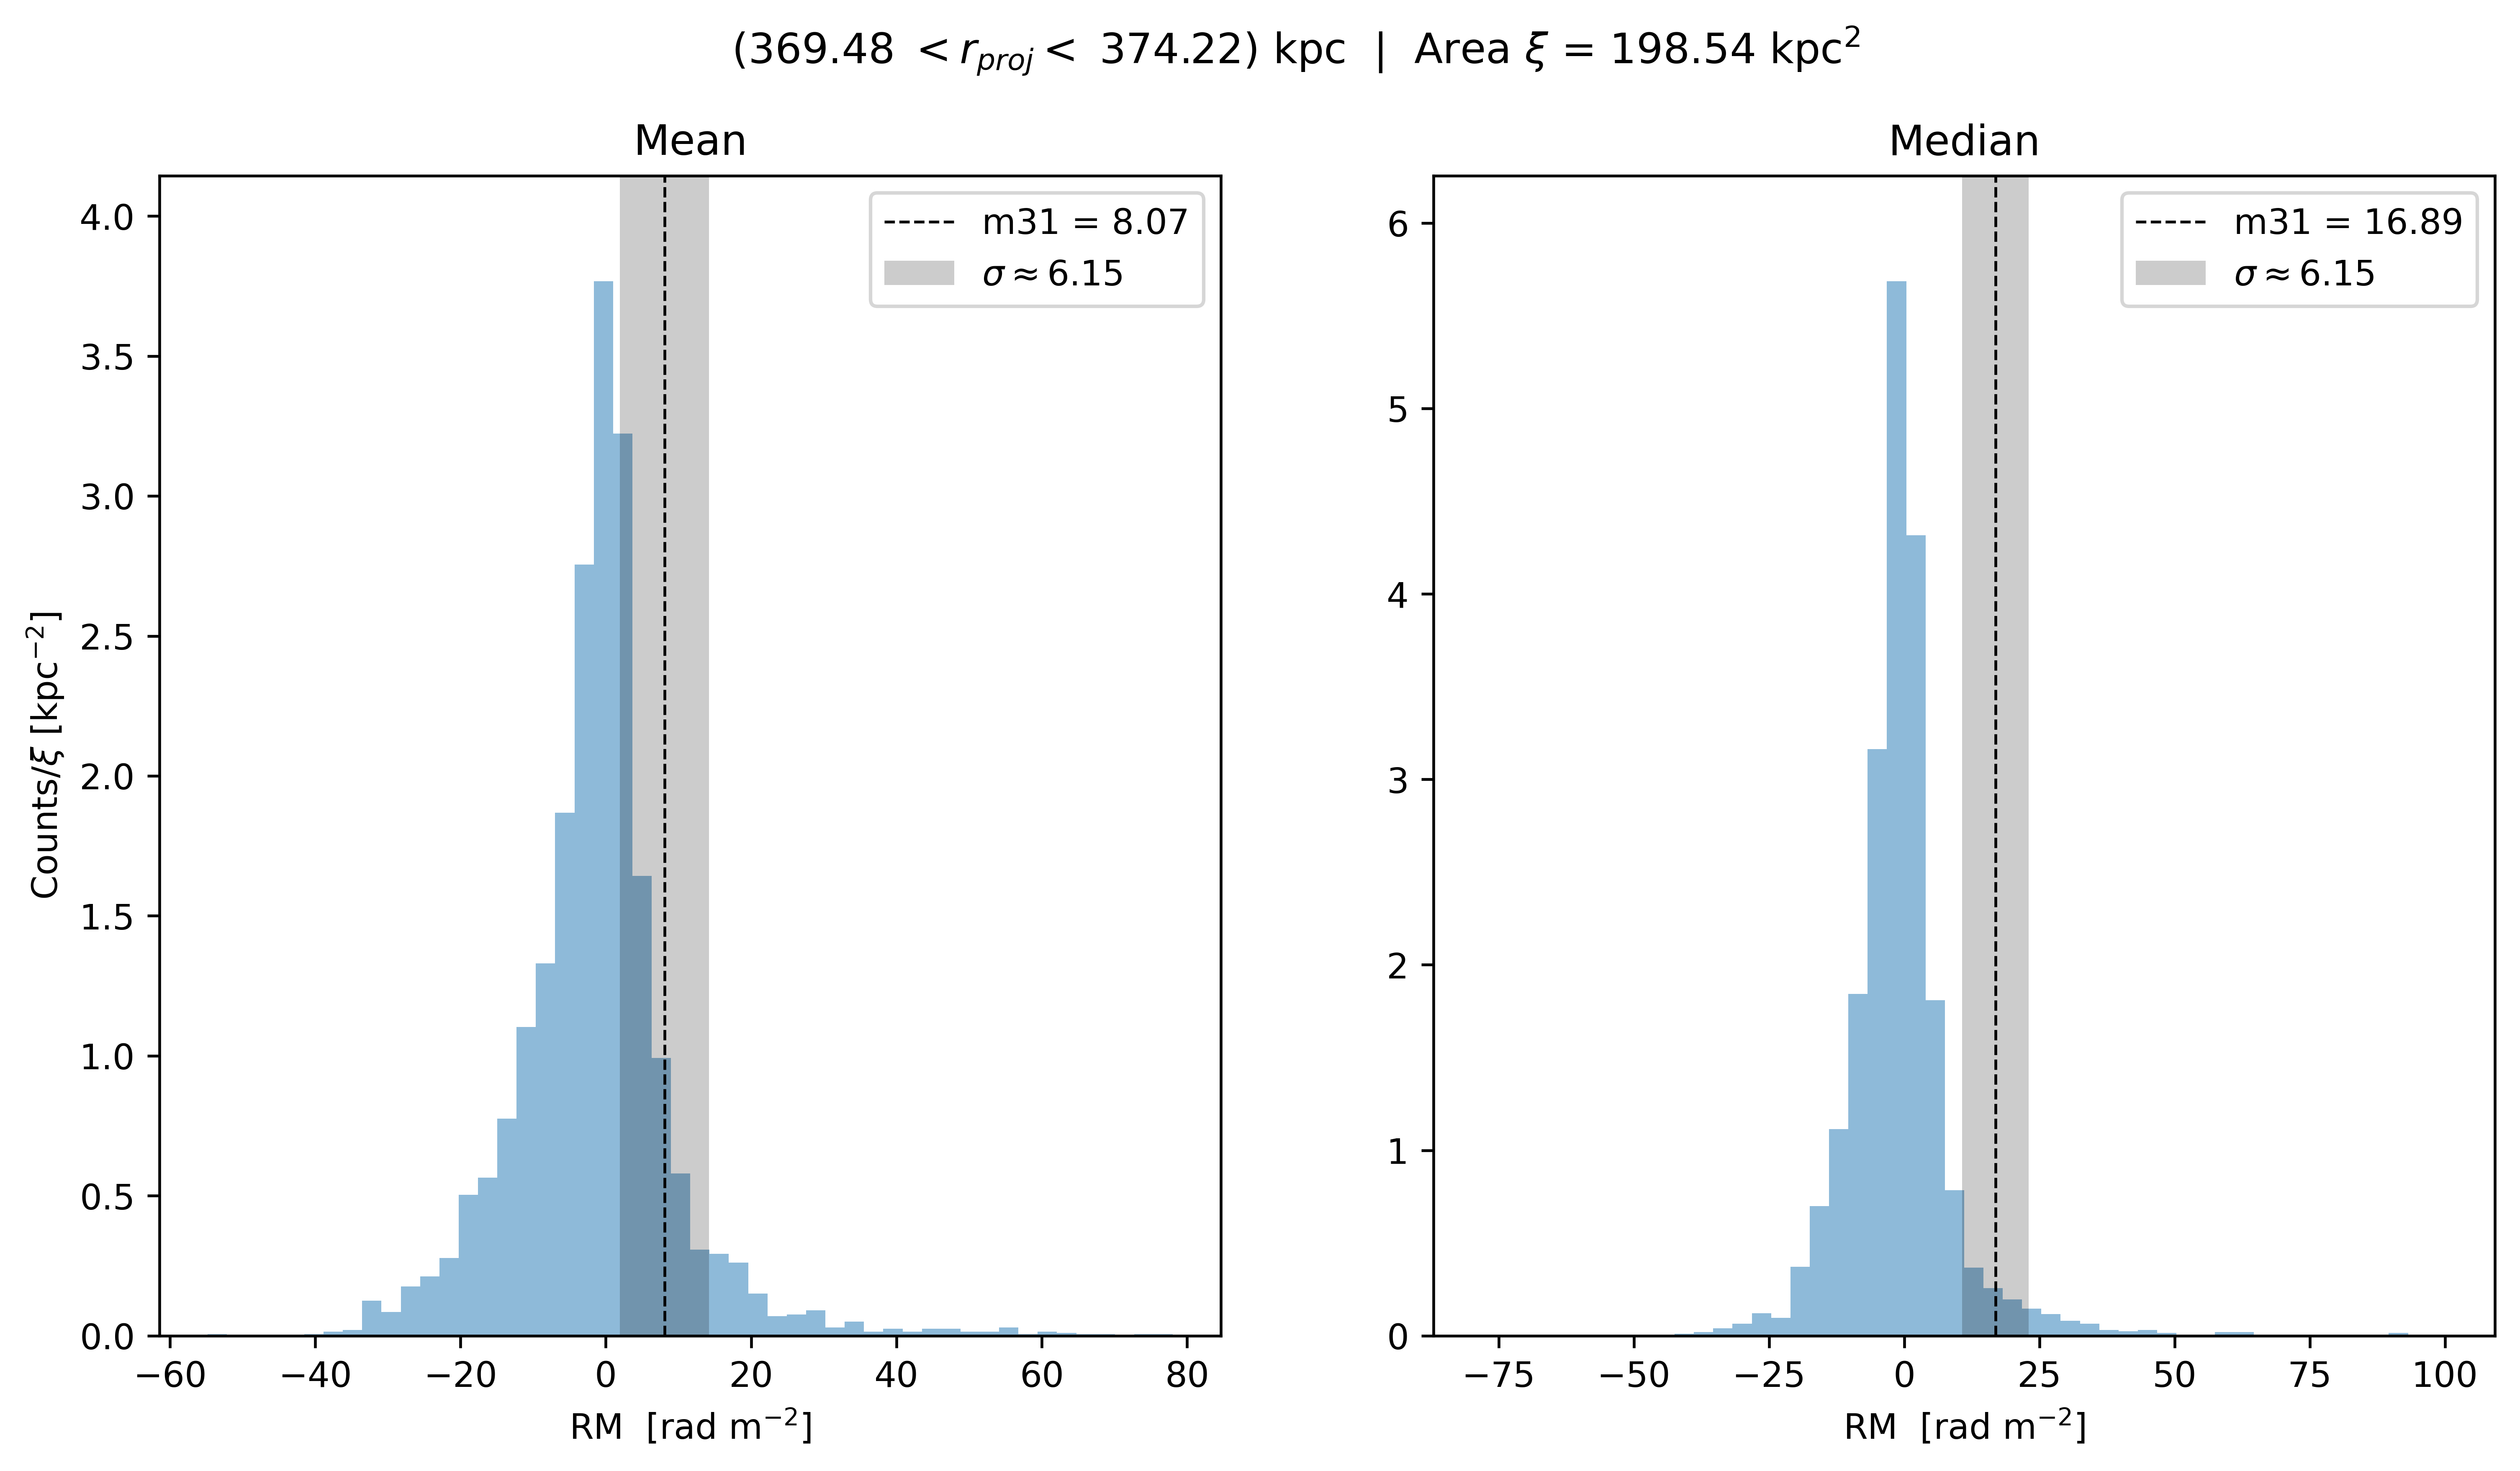 (369.48 < r_proj < 374.22) kpc | Area ξ = 198.54 kpc²
Mean
m31 = 8.07
σ ≈ 6.15
4.0
3.5
3.0
2.5
2.0
1.5
1.0
0.5
0.0
Counts/ξ [kpc⁻²]
−60 −40 −20 0 20 40 60 80
RM [rad m⁻²]
Median
m31 = 16.89
σ ≈ 6.15
6
5
4
3
2
1
0
−75 −50 −25 0 25 50 75 100
RM [rad m⁻²]